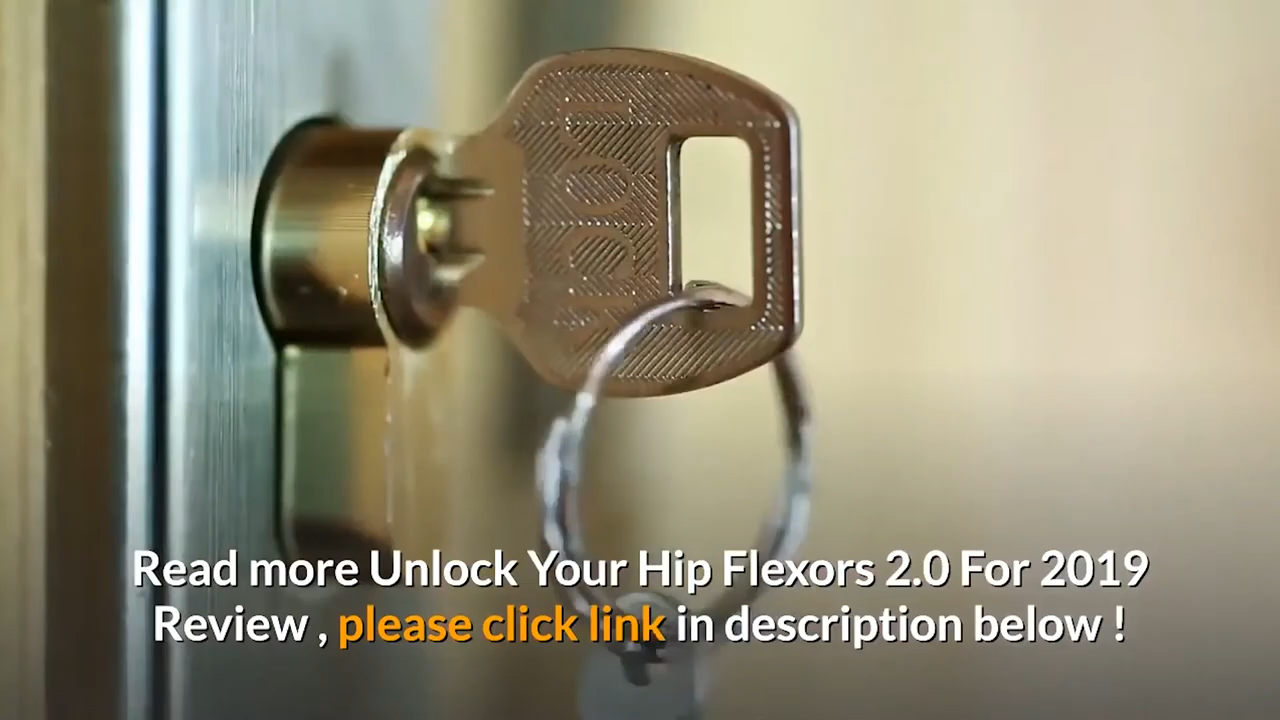 Read more Unlock Your Hip Flexors 2.0 For 2019
Review , please click link in description below !